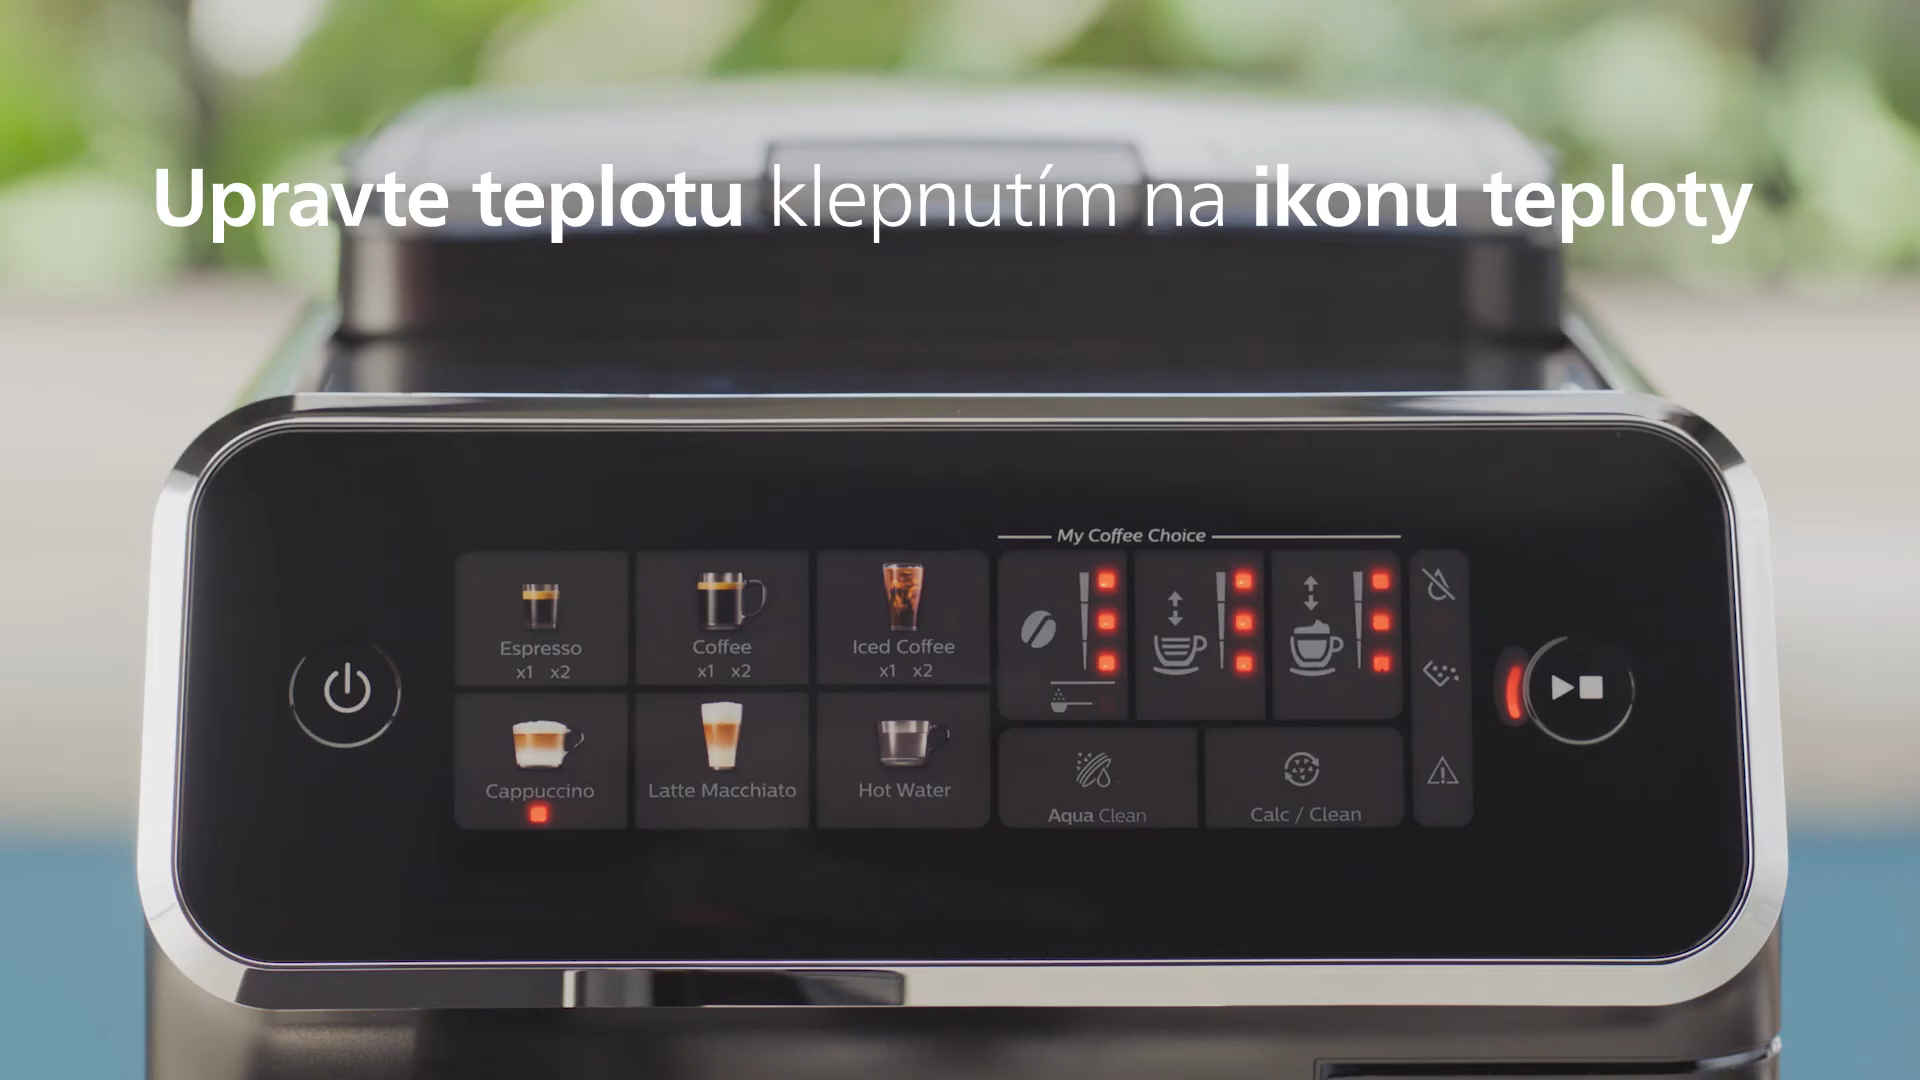 Upravte teplotu klepnutím na ikonu teploty
My Coffee Choice
Espresso
x1 x2
Coffee
x1 x2
Iced Coffee
x1 x2
Cappuccino
Latte Macchiato
Hot Water
Aqua Clean
Calc / Clean